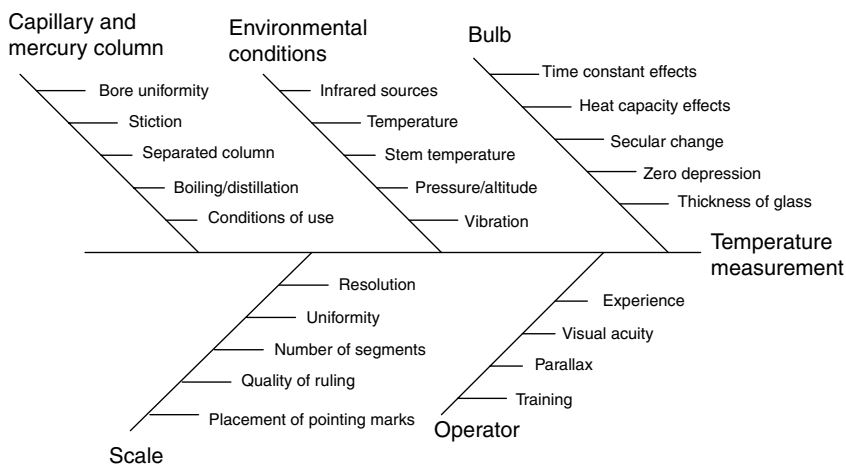 Capillary and
mercury column
Bore uniformity
Stiction
Separated column
Boiling/distillation
Conditions of use
Environmental
conditions
Infrared sources
Temperature
Stem temperature
Pressure/altitude
Vibration
Bulb
Time constant effects
Heat capacity effects
Secular change
Zero depression
Thickness of glass
Temperature
measurement
Resolution
Uniformity
Number of segments
Quality of ruling
Placement of pointing marks
Scale
Experience
Visual acuity
Parallax
Training
Operator